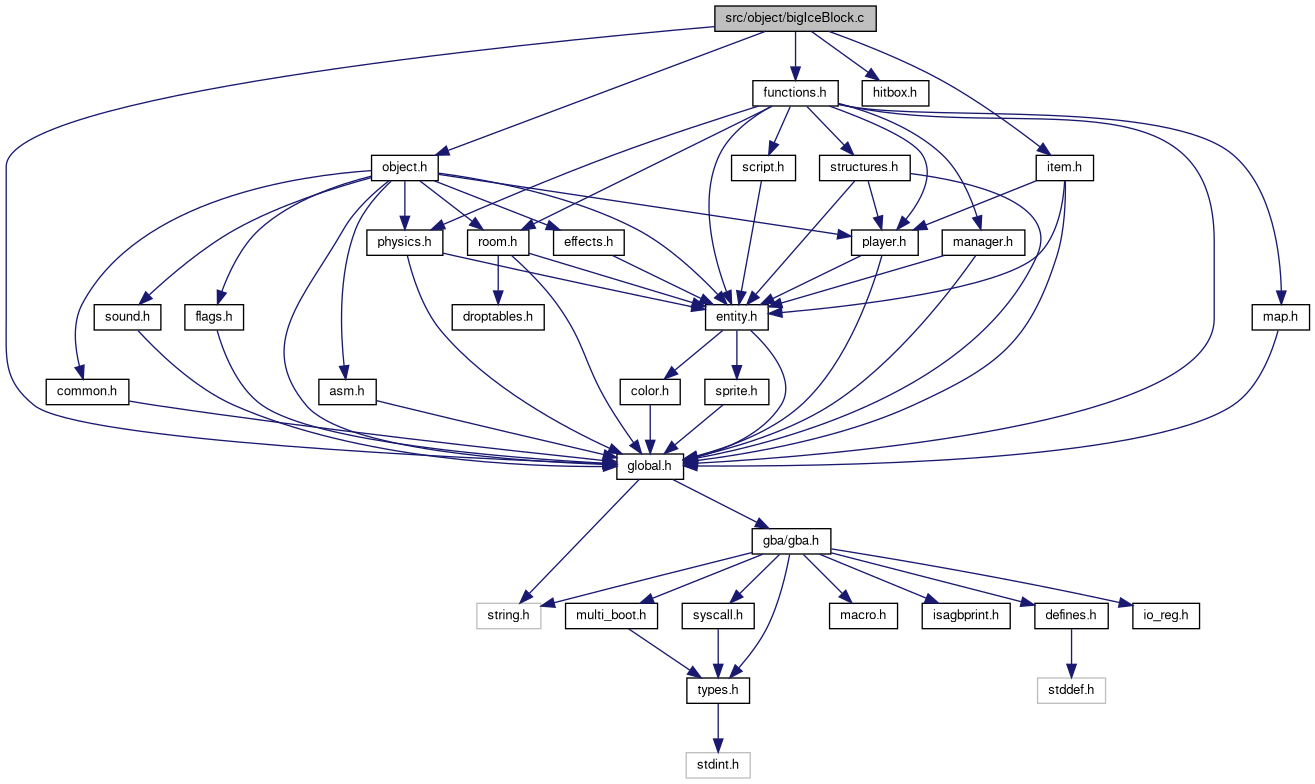 src/object/bigIceBlock.c
functions.h
hitbox.h
object.h
script.h
structures.h
item.h
physics.h
room.h
effects.h
player.h
manager.h
sound.h
flags.h
droptables.h
entity.h
map.h
common.h
asm.h
color.h
sprite.h
global.h
gba/gba.h
string.h
multi_boot.h
syscall.h
macro.h
isagbprint.h
defines.h
io_reg.h
types.h
stddef.h
stdint.h